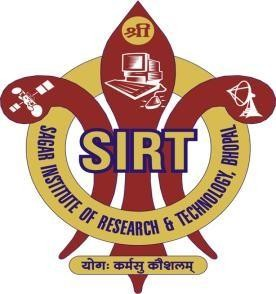 श्री
SIRT
SAGAR INSTITUTE OF RESEARCH & TECHNOLOGY, BHOPAL
योगः कर्मसु कौशलम्